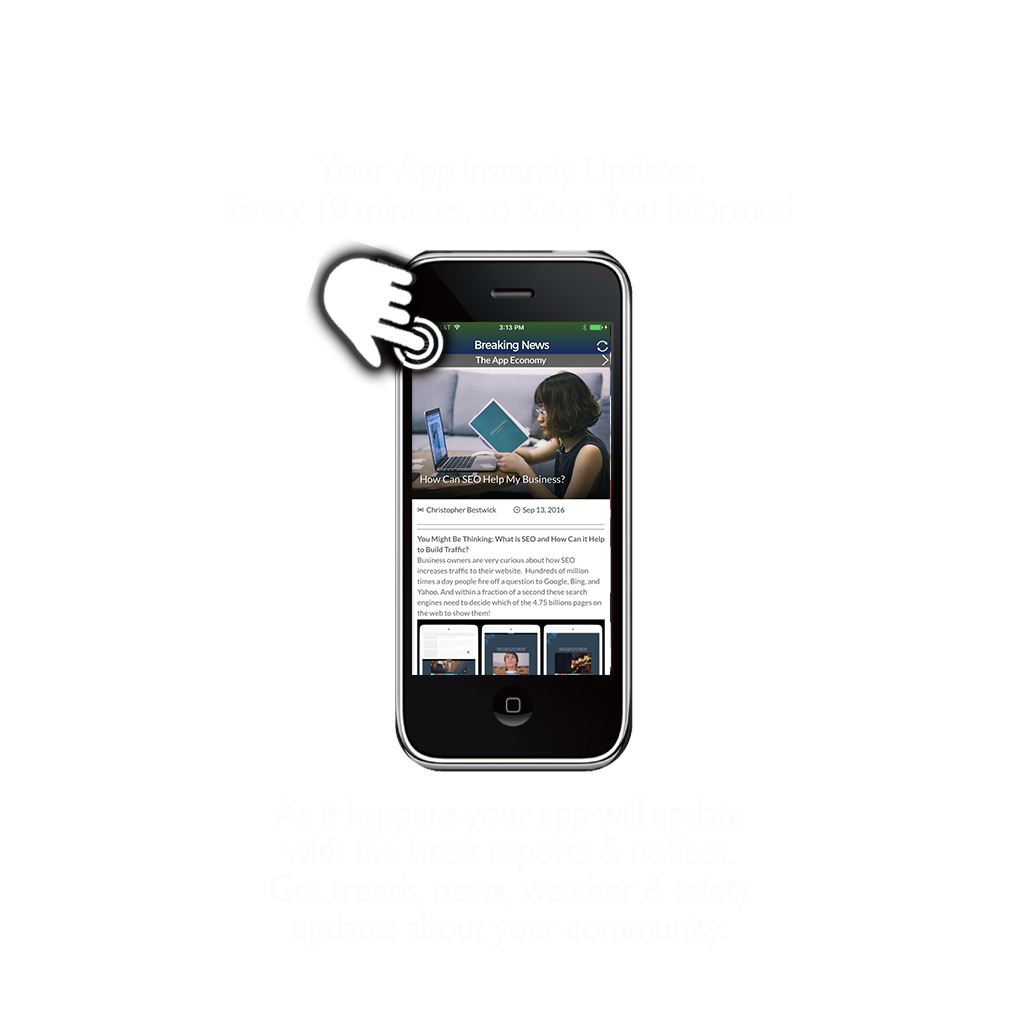 Your App Instantly Updates.
Every 10 minutes, to Keep You Informed
3:13 PM
Breaking News
The App Economy
How Can SEO Help My Business?
Christopher Bestwick Sep 13, 2016
You Might Be Thinking: What is SEO and How Can it Help
to Build Traffic?
Business owners are very curious about how SEO
increases traffic to their website. Hundreds of million
times a day people fire off a question to Google, Bing, and
Yahoo. And within a fraction of a second these search
engines need to decide which of the 4.75 billions pages on
the web to show them!
As it happens your app will update
with the latest reports & notices.
Get trends, news, weather & safety
updates about your community.